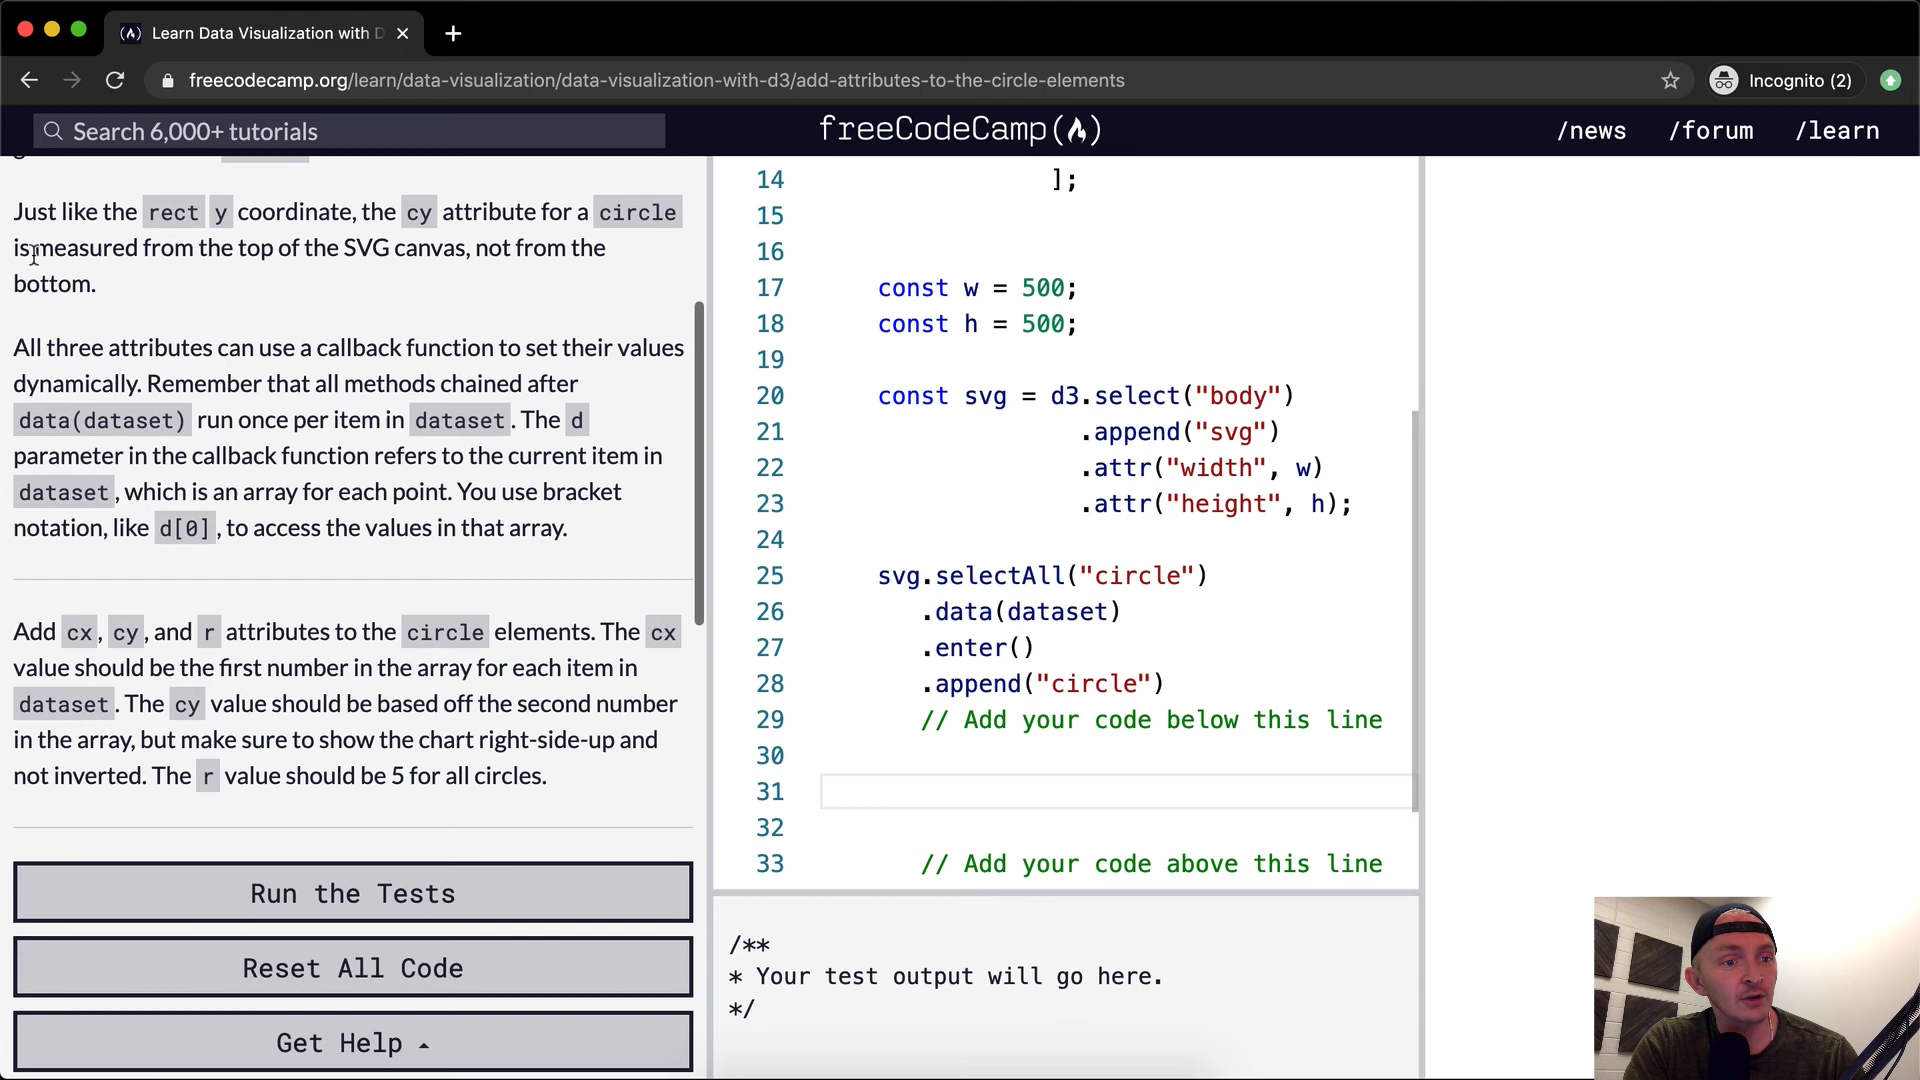 Learn Data Visualization with D
freecodecamp.org/learn/data-visualization/data-visualization-with-d3/add-attributes-to-the-circle-elements
Incognito (2)
Search 6,000+ tutorials
freeCodeCamp
/news
/forum
/learn
Just like the rect y coordinate, the cy attribute for a circle
is measured from the top of the SVG canvas, not from the
bottom.
All three attributes can use a callback function to set their values
dynamically. Remember that all methods chained after
data(dataset) run once per item in dataset. The d
parameter in the callback function refers to the current item in
dataset, which is an array for each point. You use bracket
notation, like d[0], to access the values in that array.
Add cx, cy, and r attributes to the circle elements. The cx
value should be the first number in the array for each item in
dataset. The cy value should be based off the second number
in the array, but make sure to show the chart right-side-up and
not inverted. The r value should be 5 for all circles.
Run the Tests
Reset All Code
Get Help
14 ];
15
16
17 const w = 500;
18 const h = 500;
19
20 const svg = d3.select("body")
21 .append("svg")
22 .attr("width", w)
23 .attr("height", h);
24
25 svg.selectAll("circle")
26 .data(dataset)
27 .enter()
28 .append("circle")
29 // Add your code below this line
30
31
32
33 // Add your code above this line
/**
* Your test output will go here.
*/